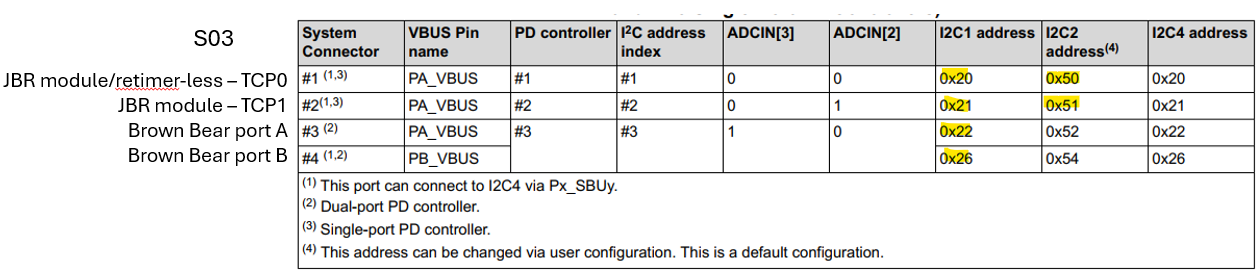 S03
System Connector | VBUS Pin name | PD controller | I²C address index | ADCIN[3] | ADCIN[2] | I2C1 address | I2C2 address(4) | I2C4 address
JBR module/retimer-less – TCP0 | #1 (1,3) | PA_VBUS | #1 | #1 | 0 | 0 | 0x20 | 0x50 | 0x20
JBR module – TCP1 | #2(1,3) | PA_VBUS | #2 | #2 | 0 | 1 | 0x21 | 0x51 | 0x21
Brown Bear port A | #3 (2) | PA_VBUS | #3 | #3 | 1 | 0 | 0x22 | 0x52 | 0x22
Brown Bear port B | #4 (1,2) | PB_VBUS | 0x26 | 0x54 | 0x26
(1) This port can connect to I2C4 via Px_SBUy.
(2) Dual-port PD controller.
(3) Single-port PD controller.
(4) This address can be changed via user configuration. This is a default configuration.